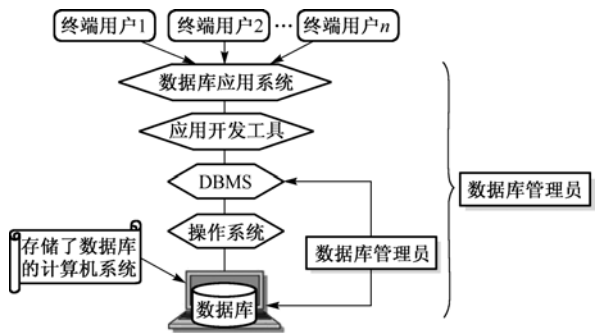 终端用户1
终端用户2
…
终端用户n
数据库应用系统
应用开发工具
DBMS
数据库管理员
操作系统
存储了数据库
的计算机系统
数据库管理员
数据库